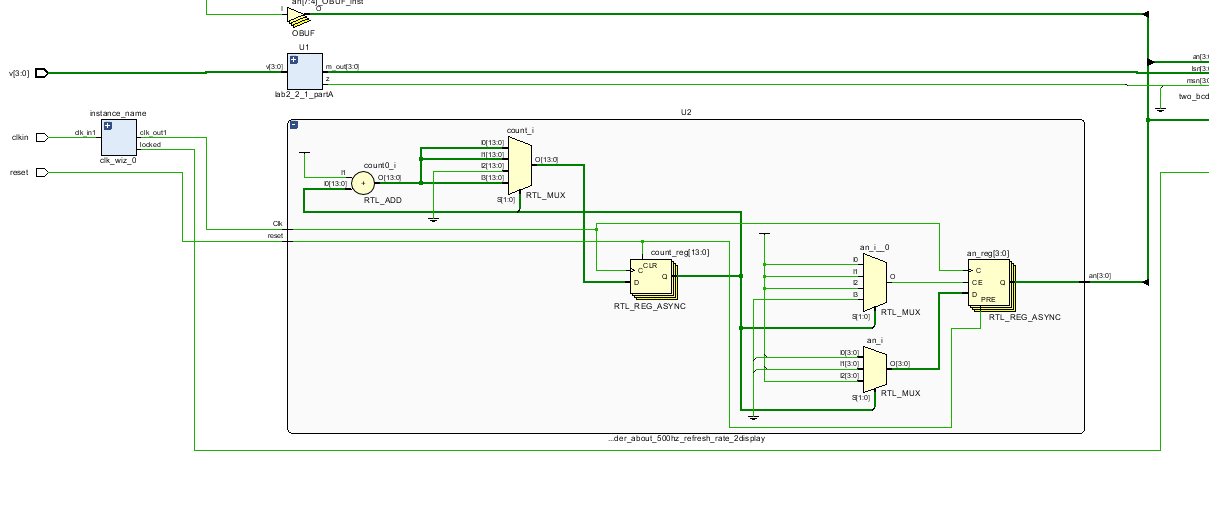 an[7:4]_OBUF_inst
I
O
OBUF
U1
v[3:0]
v[3:0]
m_out[3:0]
z
lab2_2_1_partA
an[3:
lsn[3:
msn[3:
two_bcd
instance_name
clkin
clk_in1
clk_out1
locked
clk_wiz_0
reset
U2
count_i
I0[13:0]
I1[13:0]
I2[13:0]
I3[13:0]
O[13:0]
S[1:0]
RTL_MUX
count0_i
I1
I0[13:0]
+
O[13:0]
RTL_ADD
Clk
reset
count_reg[13:0]
CLR
C
D
Q
RTL_REG_ASYNC
an_i__0
I0
I1
I2
I3
O
S[1:0]
RTL_MUX
an_reg[3:0]
C
CE
D
Q
PRE
RTL_REG_ASYNC
an[3:0]
an_i
I0[3:0]
I1[3:0]
I2[3:0]
O[3:0]
S[1:0]
RTL_MUX
...der_about_500hz_refresh_rate_2display